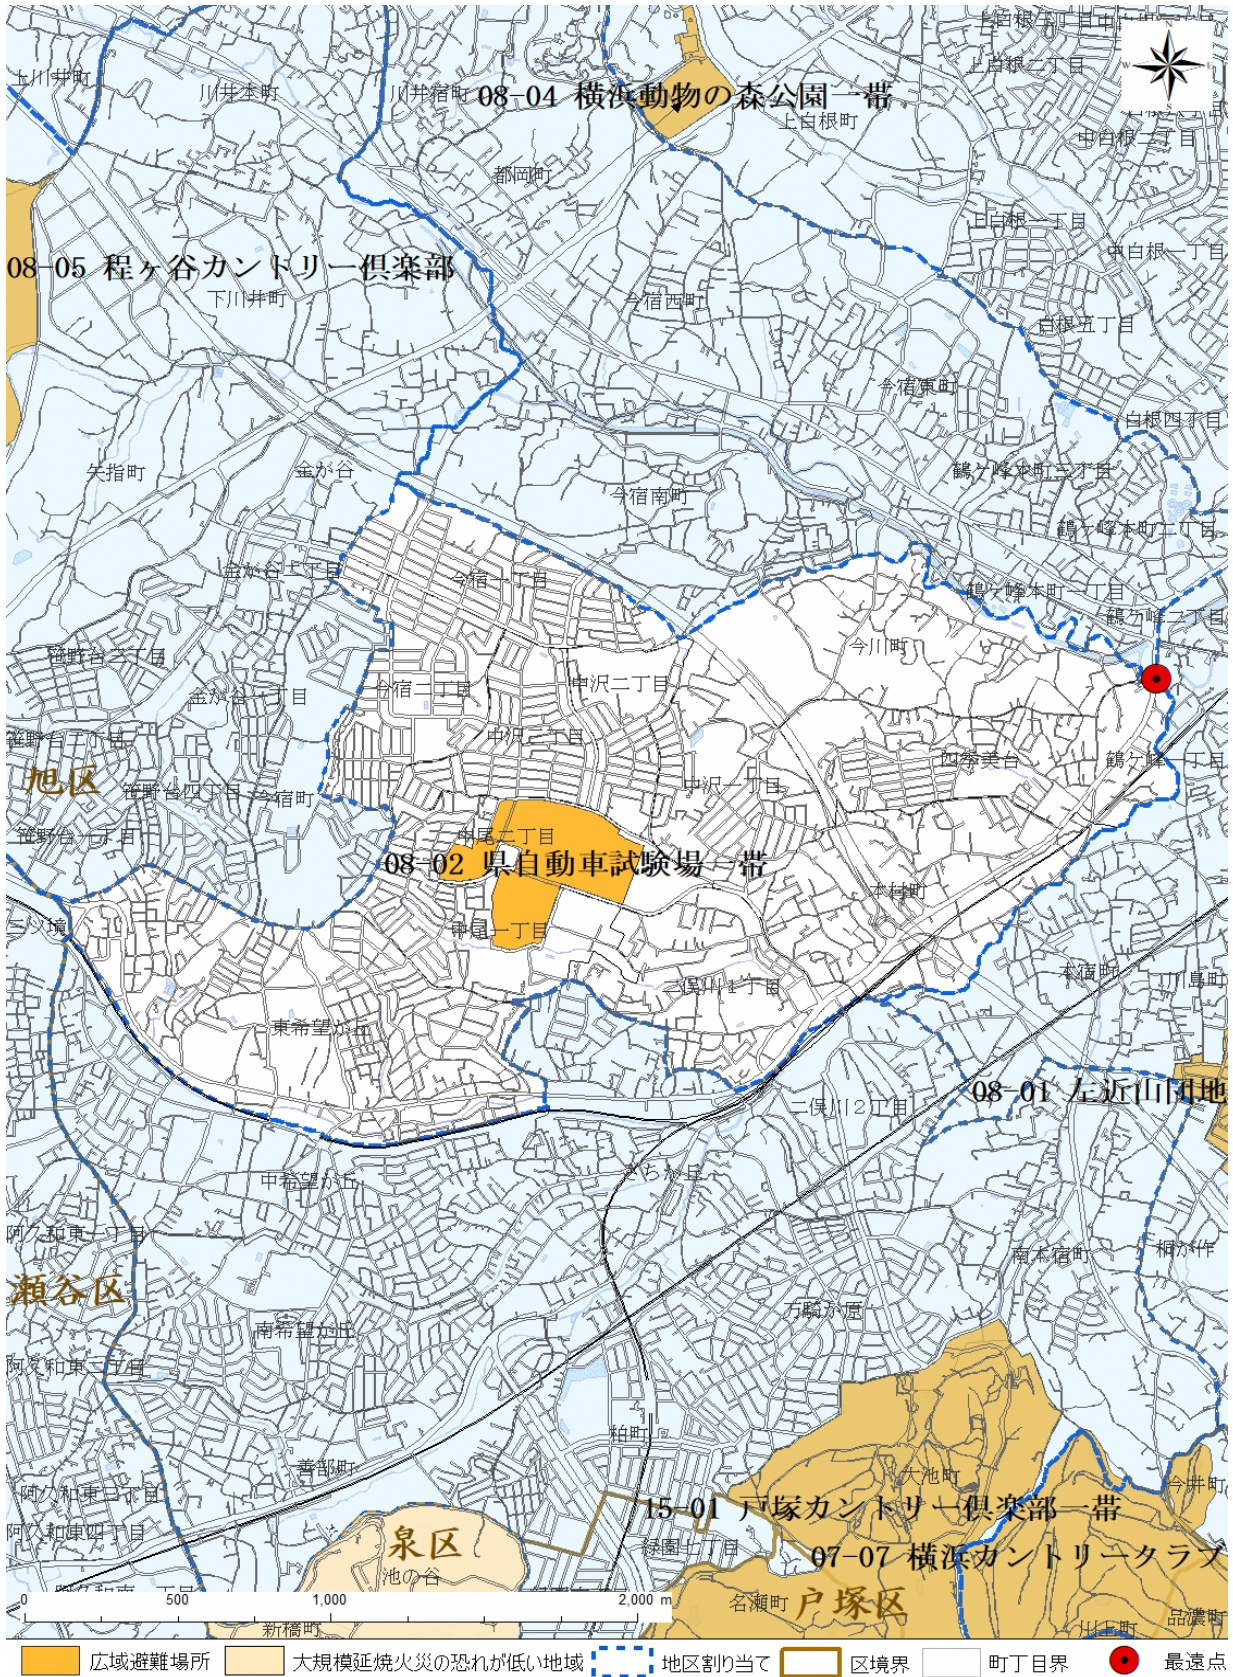 上白根三丁目
上川井町
川井本町
川井宿町
08-04 横浜動物の森公園一帯
上白根二丁目
上白根町
中白根二丁目
都岡町
上白根一丁目
中白根一丁目
08-05 程ヶ谷カントリー倶楽部
下川井町
今宿西町
白根五丁目
今宿東町
白根四丁目
矢指町
金が谷
今宿南町
鶴ケ峰本町三丁目
鶴ケ峰本町二丁目
金が谷二丁目
今宿一丁目
鶴ケ峰本町一丁目
鶴ケ峰二丁目
今川町
笹野台三丁目
金が谷一丁目
今宿二丁目
中沢二丁目
笹野台二丁目
中沢三丁目
四季美台
鶴ケ峰一丁目
旭区
笹野台四丁目
今宿町
中沢一丁目
笹野台一丁目
中尾二丁目
08-02 県自動車試験場一帯
本村町
三ツ境
中尾一丁目
本宿町
川島町
二俣川1丁目
東希望が丘
08-01 左近山団地
二俣川2丁目
中希望が丘
さちが丘
阿久和東一丁目
南本宿町
桐が作
瀬谷区
万騎が原
南希望が丘
阿久和東二丁目
柏町
善部町
大池町
今井町
阿久和東三丁目
15-01 戸塚カントリー倶楽部一帯
阿久和東四丁目
泉区
緑園七丁目
07-07 横浜カントリークラブ
池の谷
名瀬町
戸塚区
品濃町
川上町
新橋町
0 500 1,000 2,000 m
広域避難場所 大規模延焼火災の恐れが低い地域 地区割り当て 区境界 町丁目界 最遠点
N
E
S
W